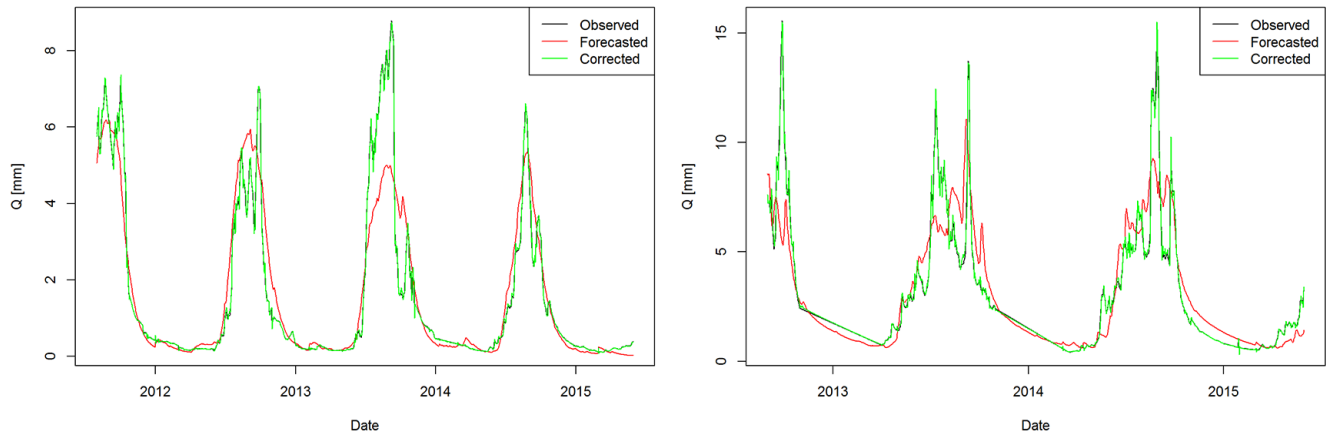 Observed
Forecasted
Corrected
Q [mm]
8
6
4
2
0
2012
2013
2014
2015
Date
Observed
Forecasted
Corrected
Q [mm]
15
10
5
0
2013
2014
2015
Date